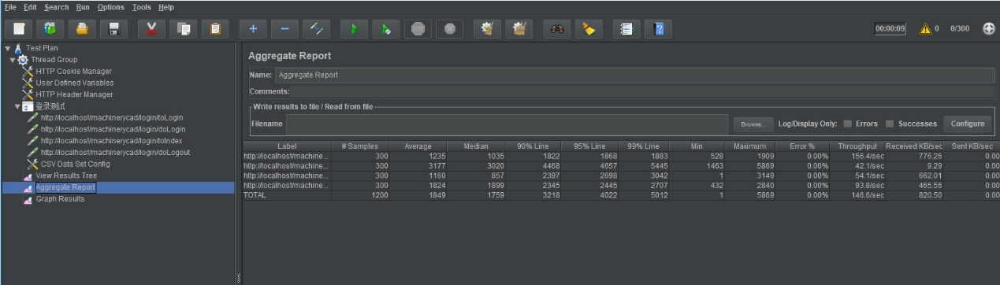 File Edit Search Run Options Tools Help
00:00:09 0 0/300
Test Plan
Thread Group
HTTP Cookie Manager
User Defined Variables
HTTP Header Manager
登录测试
http://localhost/machinerycad/login/toLogin
http://localhost/machinerycad/login/doLogin
http://localhost/machinerycad/login/toIndex
http://localhost/machinerycad/login/doLogout
CSV Data Set Config
View Results Tree
Aggregate Report
Graph Results
Aggregate Report
Name: Aggregate Report
Comments:
Write results to file / Read from file
Filename Browse... Log/Display Only: Errors Successes Configure
Label # Samples Average Median 90% Line 95% Line 99% Line Min Maximum Error % Throughput Received KB/sec Sent KB/sec
http://localhost/machine... 300 1235 1035 1822 1868 1883 528 1909 0.00% 156.4/sec 776.26 0.00
http://localhost/machine... 300 3177 3020 4468 4657 5445 1463 5869 0.00% 42.1/sec 9.29 0.00
http://localhost/machine... 300 1160 857 2397 2698 3042 1 3149 0.00% 54.1/sec 662.01 0.00
http://localhost/machine... 300 1824 1899 2345 2445 2707 432 2840 0.00% 93.8/sec 465.56 0.00
TOTAL 1200 1849 1759 3218 4022 5012 1 5869 0.00% 146.6/sec 820.50 0.00